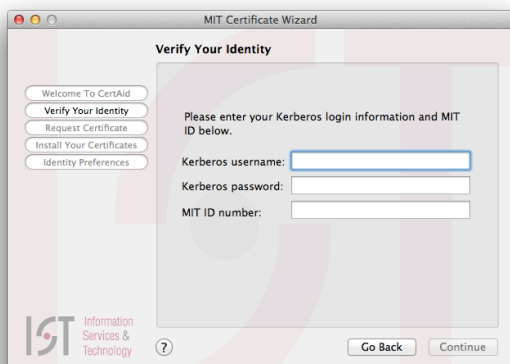 MIT Certificate Wizard
Verify Your Identity
Welcome To CertAid
Verify Your Identity
Request Certificate
Install Your Certificates
Identity Preferences
Please enter your Kerberos login information and MIT
ID below.
Kerberos username:
Kerberos password:
MIT ID number:
IST
Information
Services &
Technology
?
Go Back
Continue